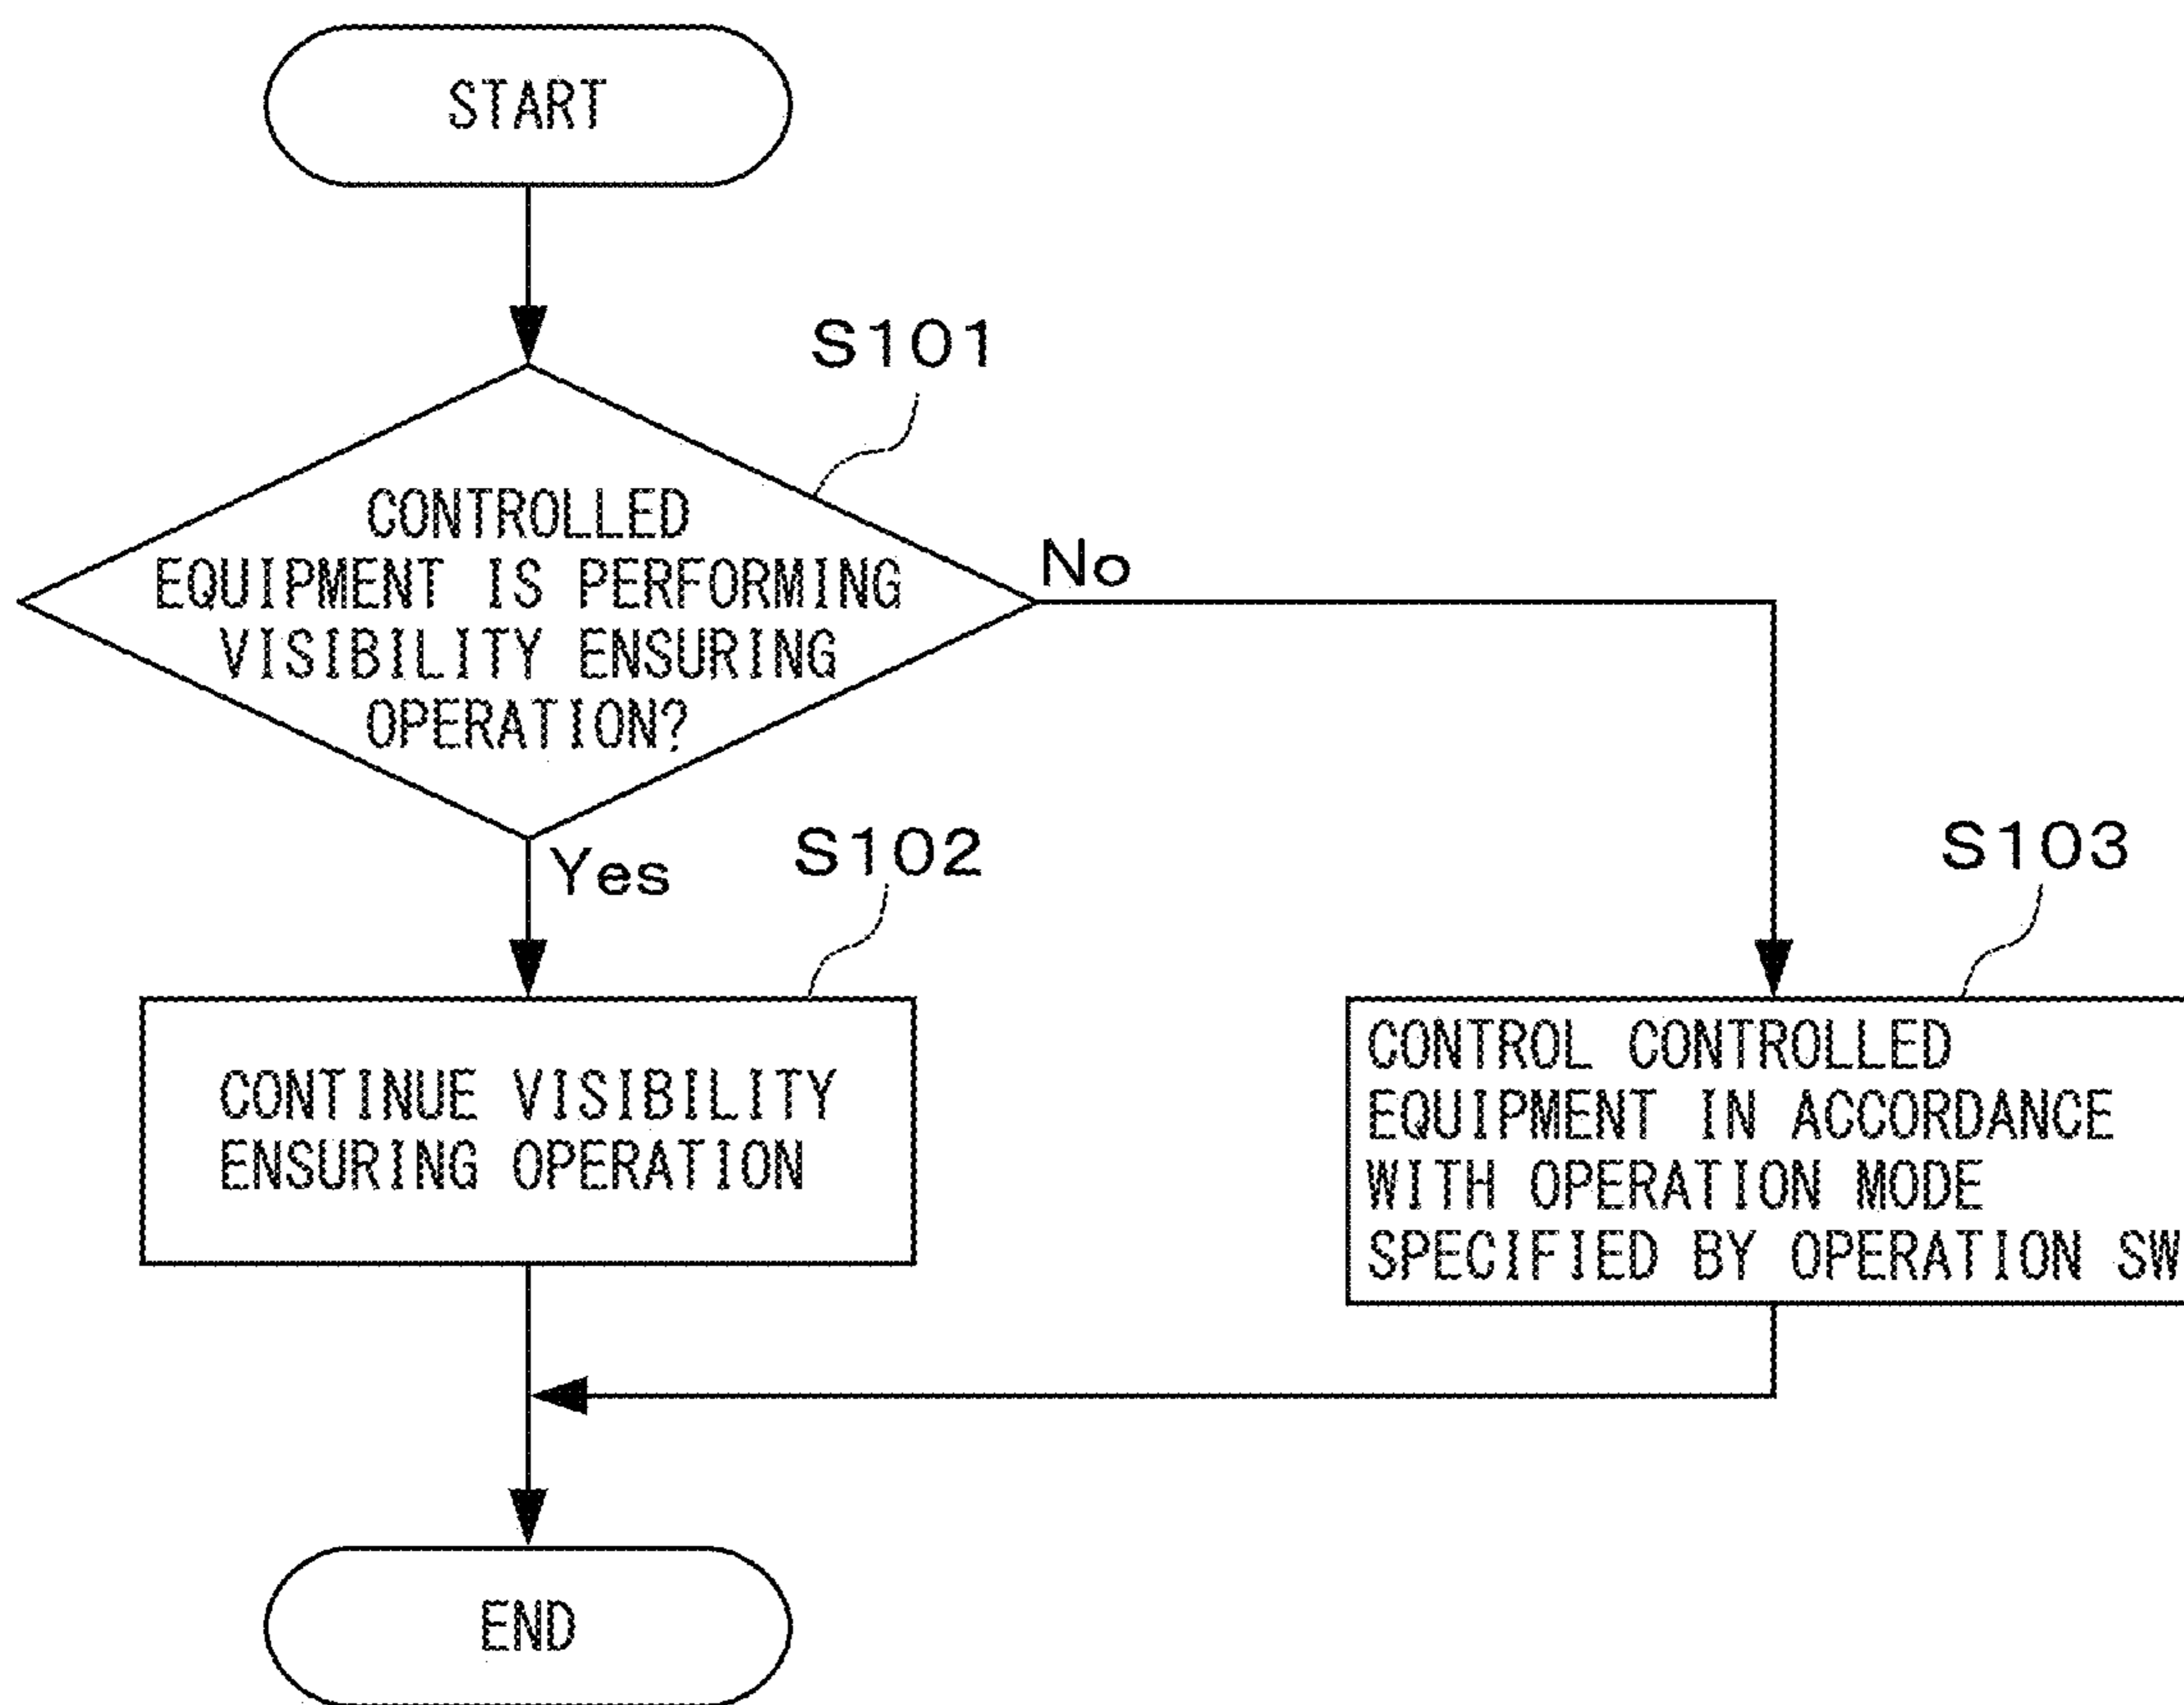 START
S101
CONTROLLED
EQUIPMENT IS PERFORMING
VISIBILITY ENSURING
OPERATION?
No
Yes
S102
S103
CONTINUE VISIBILITY
ENSURING OPERATION
CONTROL CONTROLLED
EQUIPMENT IN ACCORDANCE
WITH OPERATION MODE
SPECIFIED BY OPERATION SW
END